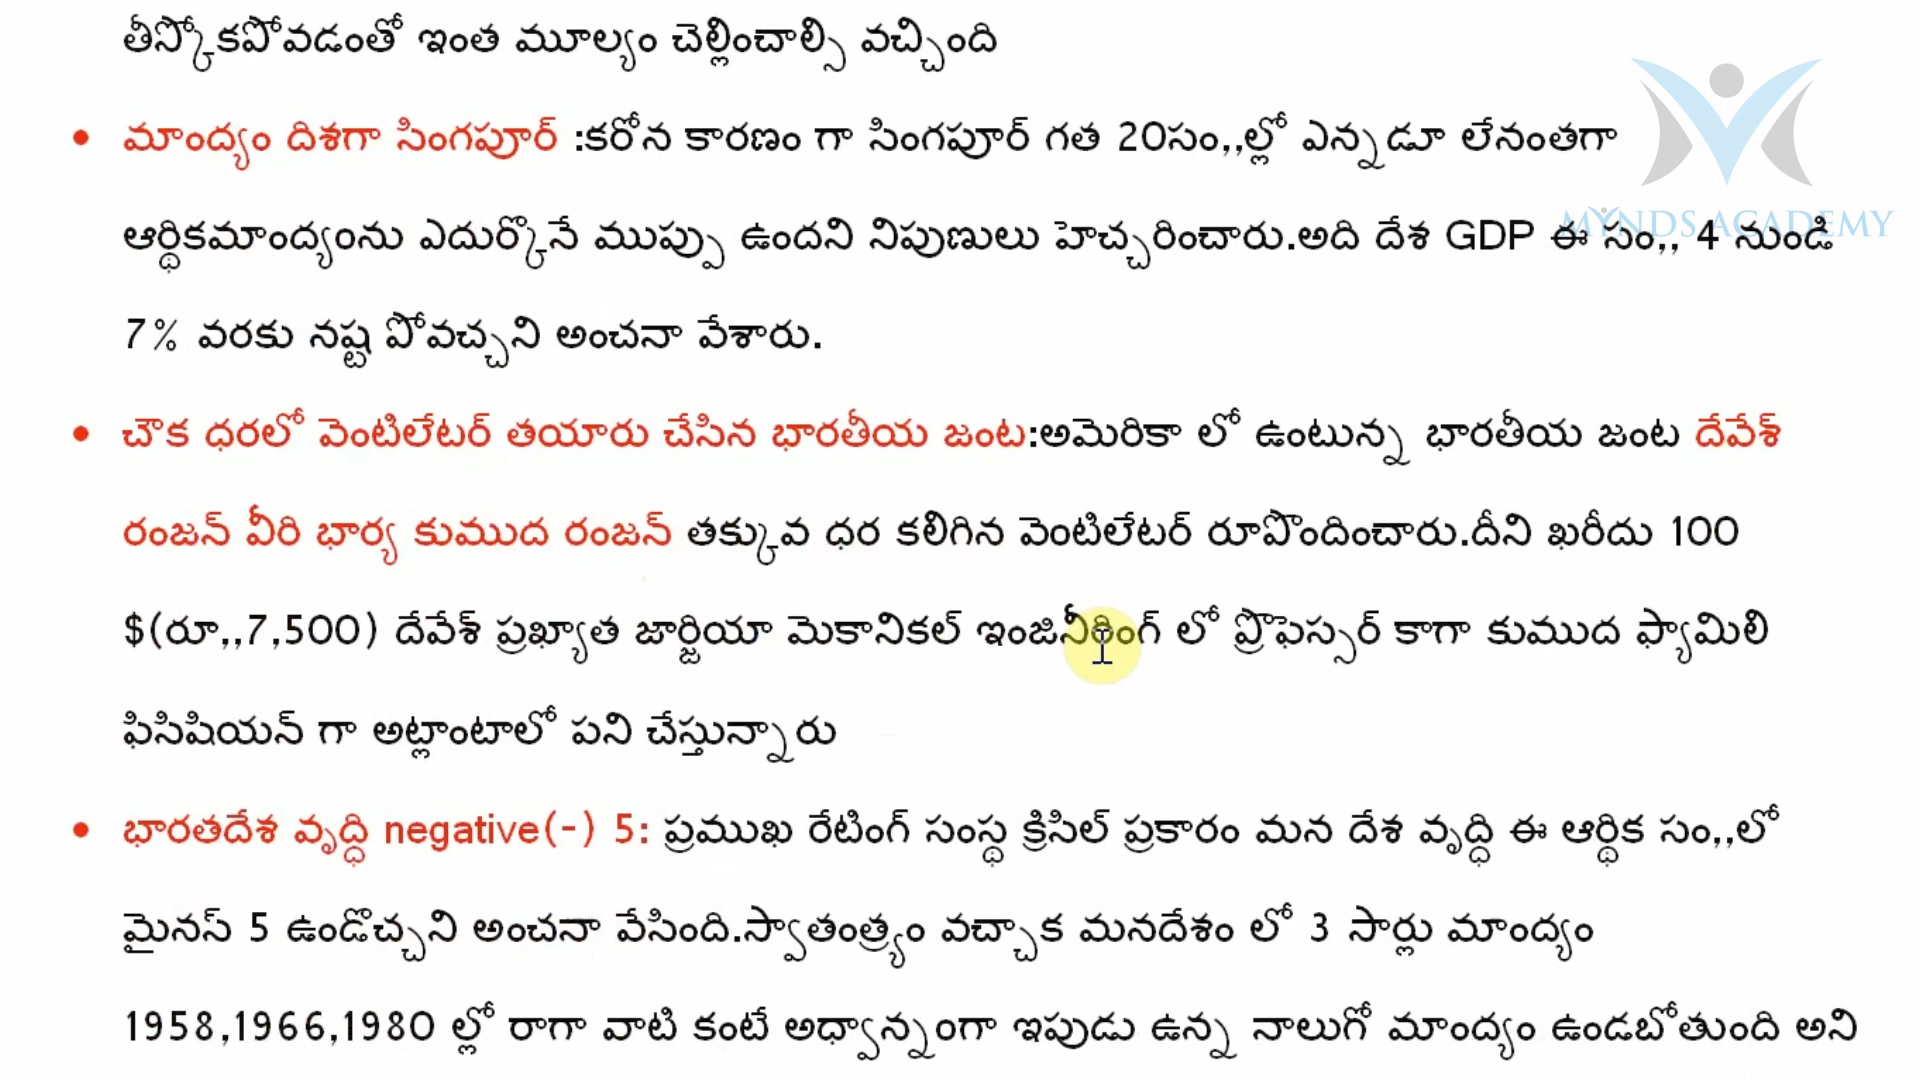 తీస్కోకపోవడంతో ఇంత మూల్యం చెల్లించాల్సి వచ్చింది
• మాంద్యం దిశగా సింగపూర్ :కరోన కారణం గా సింగపూర్ గత 20సం,,ల్లో ఎన్నడూ లేనంతగా
MYNDS ACADEMY
ఆర్థికమాంద్యంను ఎదుర్కొనే ముప్పు ఉందని నిపుణులు హెచ్చరించారు.అది దేశ GDP ఈ సం,, 4 నుండి
7% వరకు నష్ట పోవచ్చని అంచనా వేశారు.
• చౌక ధరలో వెంటిలేటర్ తయారు చేసిన భారతీయ జంట:అమెరికా లో ఉంటున్న భారతీయ జంట దేవేశ్
రంజన్ వీరి భార్య కుముద రంజన్ తక్కువ ధర కలిగిన వెంటిలేటర్ రూపొందించారు.దీని ఖరీదు 100
$(రూ,,7,500) దేవేశ్ ప్రఖ్యాత జార్జియా మెకానికల్ ఇంజినీరింగ్ లో ప్రొఫెస్సర్ కాగా కుముద ఫ్యామిలి
ఫిసిషియన్ గా అట్లాంటాలో పని చేస్తున్నారు
• భారతదేశ వృద్ధి negative(-) 5: ప్రముఖ రేటింగ్ సంస్థ క్రిసిల్ ప్రకారం మన దేశ వృద్ధి ఈ ఆర్థిక సం,,లో
మైనస్ 5 ఉండొచ్చని అంచనా వేసింది.స్వాతంత్ర్యం వచ్చాక మనదేశం లో 3 సార్లు మాంద్యం
1958,1966,1980 ల్లో రాగా వాటి కంటే అధ్వాన్నంగా ఇపుడు ఉన్న నాలుగో మాంద్యం ఉండబోతుంది అని